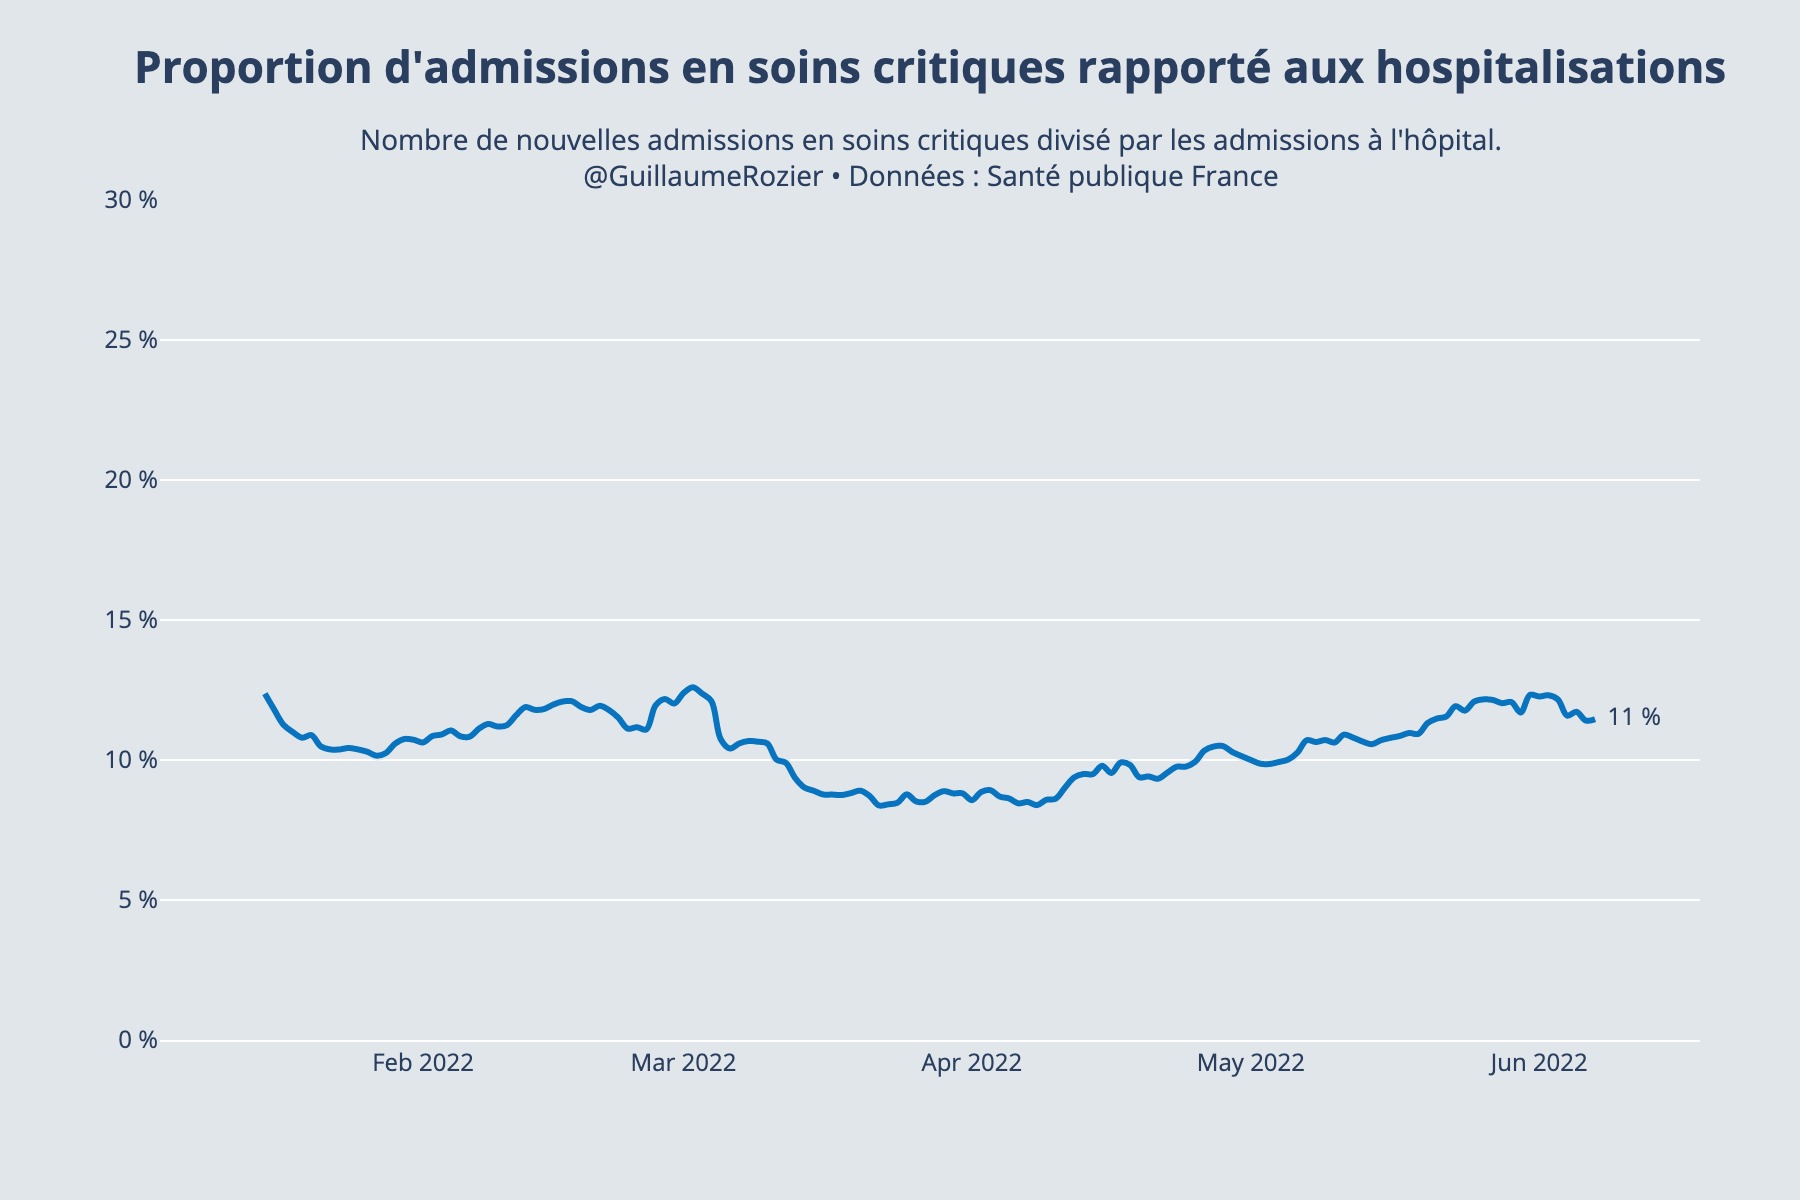 Proportion d'admissions en soins critiques rapporté aux hospitalisations
Nombre de nouvelles admissions en soins critiques divisé par les admissions à l'hôpital.
@GuillaumeRozier • Données : Santé publique France
30 %
25 %
20 %
15 %
11 %
10 %
5 %
0 %
Feb 2022
Mar 2022
Apr 2022
May 2022
Jun 2022